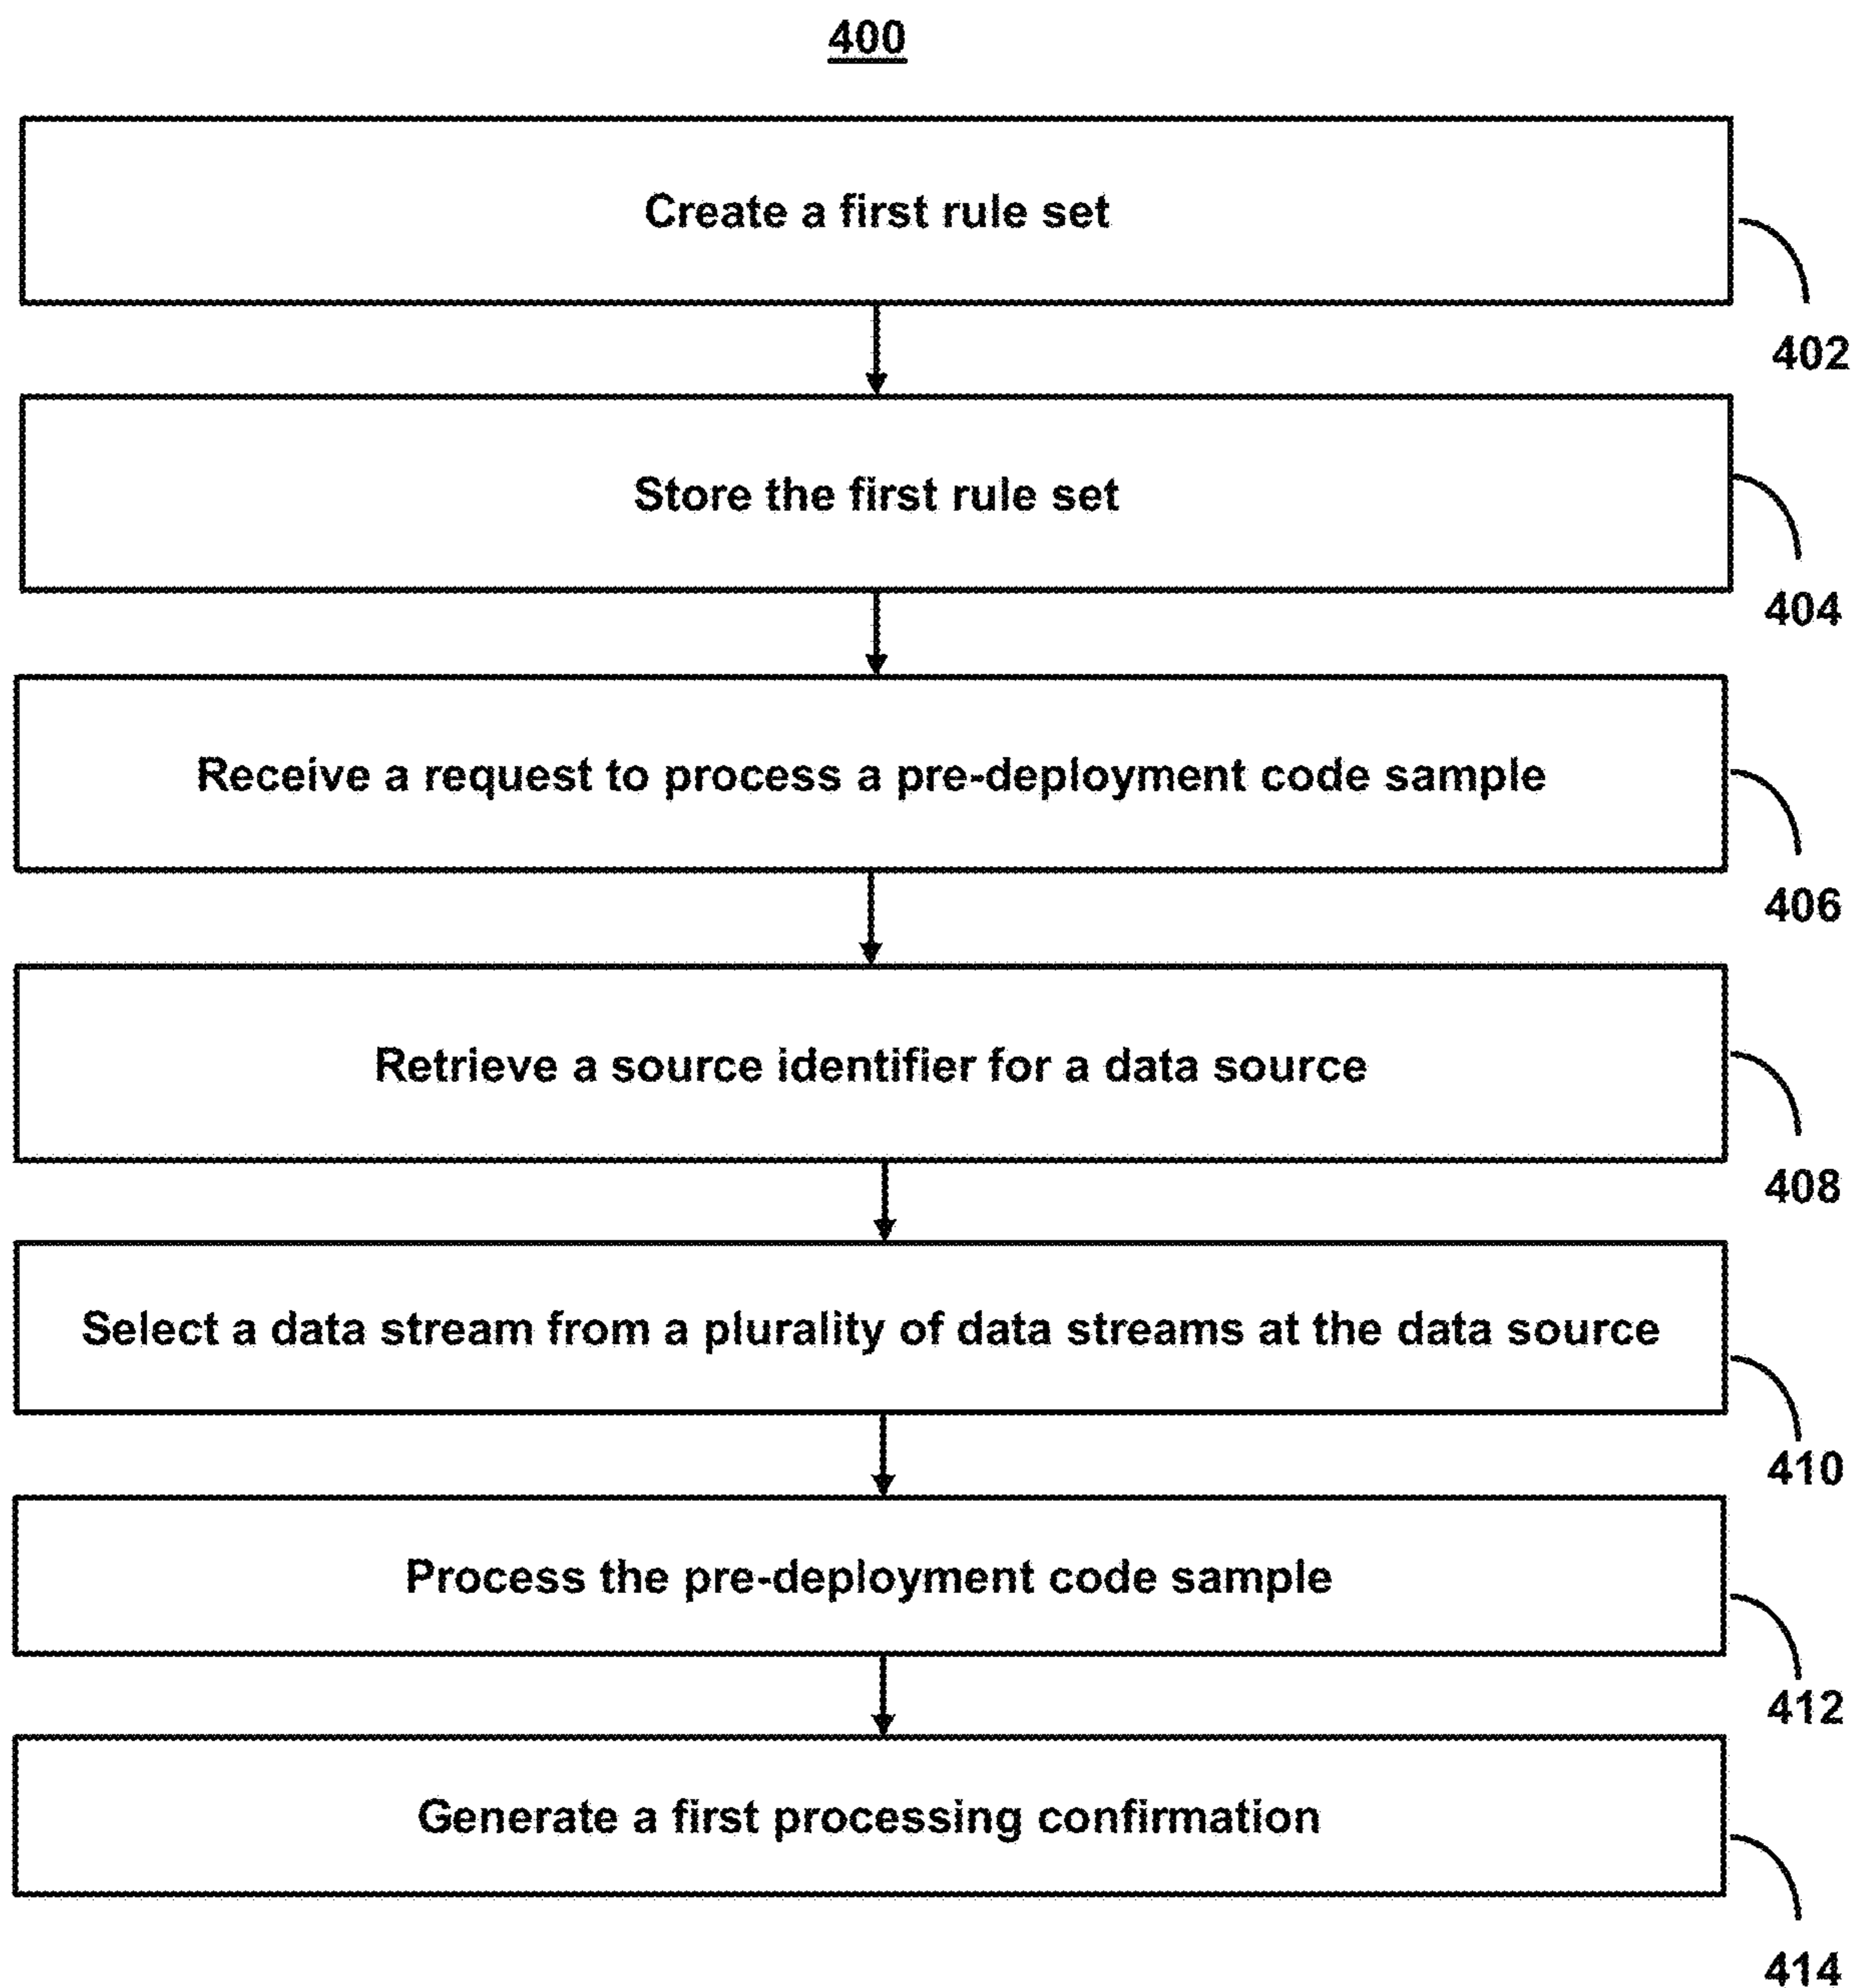 400
Create a first rule set
402
Store the first rule set
404
Receive a request to process a pre-deployment code sample
406
Retrieve a source identifier for a data source
408
Select a data stream from a plurality of data streams at the data source
410
Process the pre-deployment code sample
412
Generate a first processing confirmation
414